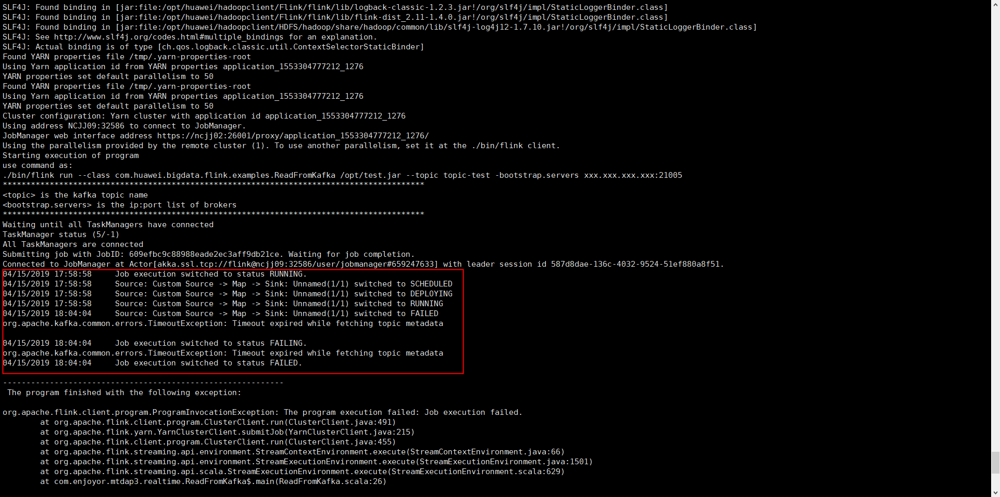 SLF4J: Found binding in [jar:file:/opt/huawei/hadoopclient/Flink/flink/lib/logback-classic-1.2.3.jar!/org/slf4j/impl/StaticLoggerBinder.class]
SLF4J: Found binding in [jar:file:/opt/huawei/hadoopclient/Flink/flink/lib/flink-dist_2.11-1.4.0.jar!/org/slf4j/impl/StaticLoggerBinder.class]
SLF4J: Found binding in [jar:file:/opt/huawei/hadoopclient/HDFS/hadoop/share/hadoop/common/lib/slf4j-log4j12-1.7.10.jar!/org/slf4j/impl/StaticLoggerBinder.class]
SLF4J: See http://www.slf4j.org/codes.html#multiple_bindings for an explanation.
SLF4J: Actual binding is of type [ch.qos.logback.classic.util.ContextSelectorStaticBinder]
Found YARN properties file /tmp/.yarn-properties-root
Using Yarn application id from YARN properties application_1553304777212_1276
YARN properties set default parallelism to 50
Found YARN properties file /tmp/.yarn-properties-root
Using Yarn application id from YARN properties application_1553304777212_1276
YARN properties set default parallelism to 50
Cluster configuration: Yarn cluster with application id application_1553304777212_1276
Using address NCJJ09:32586 to connect to JobManager.
JobManager web interface address https://ncjj02:26001/proxy/application_1553304777212_1276/
Using the parallelism provided by the remote cluster (1). To use another parallelism, set it at the ./bin/flink client.
Starting execution of program
use command as:
./bin/flink run --class com.huawei.bigdata.flink.examples.ReadFromKafka /opt/test.jar --topic topic-test -bootstrap.servers xxx.xxx.xxx.xxx:21005
******************************************************************************************
<topic> is the kafka topic name
<bootstrap.servers> is the ip:port list of brokers
******************************************************************************************
Waiting until all TaskManagers have connected
TaskManager status (5/-1)
All TaskManagers are connected
Submitting job with JobID: 609efbc9c88988eade2ec3aff9db21ce. Waiting for job completion.
Connected to JobManager at Actor[akka.ssl.tcp://flink@ncjj09:32586/user/jobmanager#659247633] with leader session id 587d8dae-136c-4032-9524-51ef880a8f51.
04/15/2019 17:58:58     Job execution switched to status RUNNING.
04/15/2019 17:58:58     Source: Custom Source -> Map -> Sink: Unnamed(1/1) switched to SCHEDULED
04/15/2019 17:58:58     Source: Custom Source -> Map -> Sink: Unnamed(1/1) switched to DEPLOYING
04/15/2019 17:58:58     Source: Custom Source -> Map -> Sink: Unnamed(1/1) switched to RUNNING
04/15/2019 18:04:04     Source: Custom Source -> Map -> Sink: Unnamed(1/1) switched to FAILED
org.apache.kafka.common.errors.TimeoutException: Timeout expired while fetching topic metadata
04/15/2019 18:04:04     Job execution switched to status FAILING.
org.apache.kafka.common.errors.TimeoutException: Timeout expired while fetching topic metadata
04/15/2019 18:04:04     Job execution switched to status FAILED.
------------------------------------------------------------
 The program finished with the following exception:
org.apache.flink.client.program.ProgramInvocationException: The program execution failed: Job execution failed.
        at org.apache.flink.client.program.ClusterClient.run(ClusterClient.java:491)
        at org.apache.flink.yarn.YarnClusterClient.submitJob(YarnClusterClient.java:215)
        at org.apache.flink.client.program.ClusterClient.run(ClusterClient.java:455)
        at org.apache.flink.streaming.api.environment.StreamContextEnvironment.execute(StreamContextEnvironment.java:66)
        at org.apache.flink.streaming.api.environment.StreamExecutionEnvironment.execute(StreamExecutionEnvironment.java:1501)
        at org.apache.flink.streaming.api.scala.StreamExecutionEnvironment.execute(StreamExecutionEnvironment.scala:629)
        at com.enjoyor.mtdap3.realtime.ReadFromKafka$.main(ReadFromKafka.scala:26)